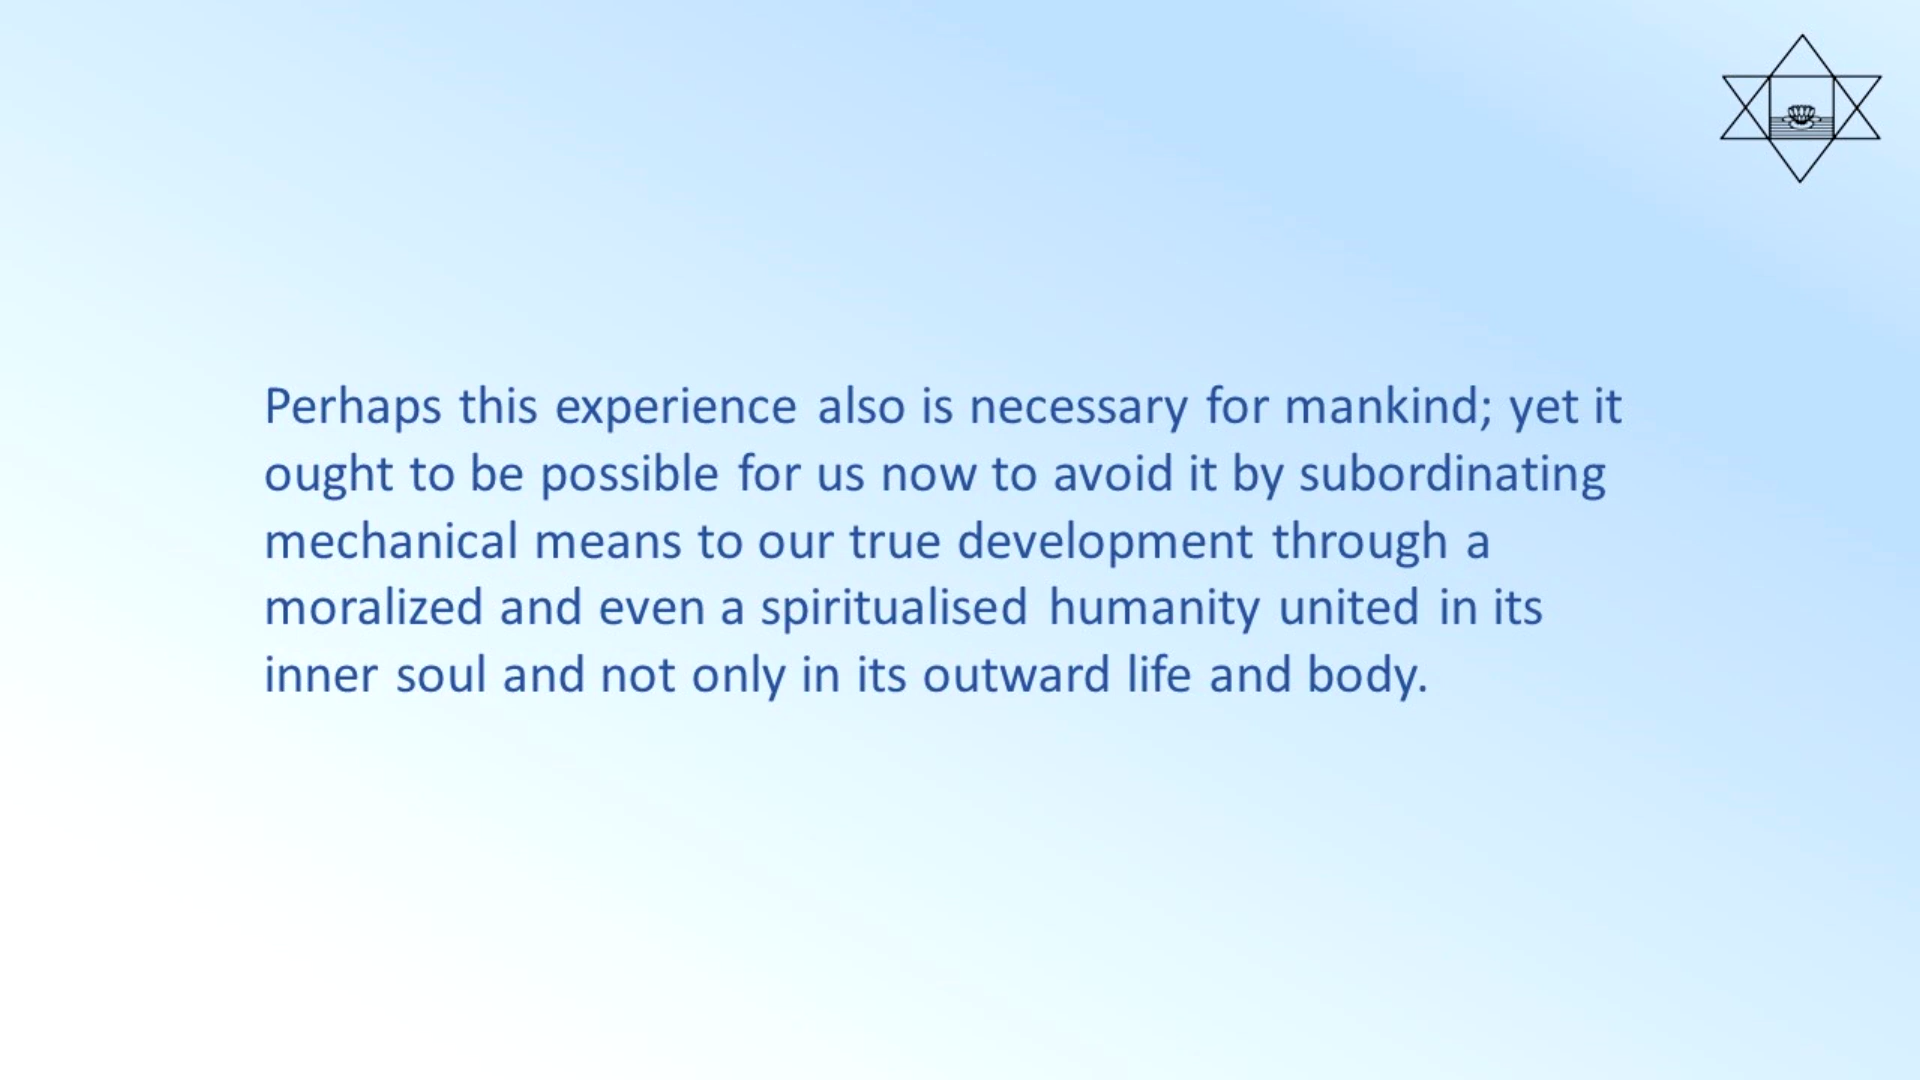 Perhaps this experience also is necessary for mankind; yet it
ought to be possible for us now to avoid it by subordinating
mechanical means to our true development through a
moralized and even a spiritualised humanity united in its
inner soul and not only in its outward life and body.